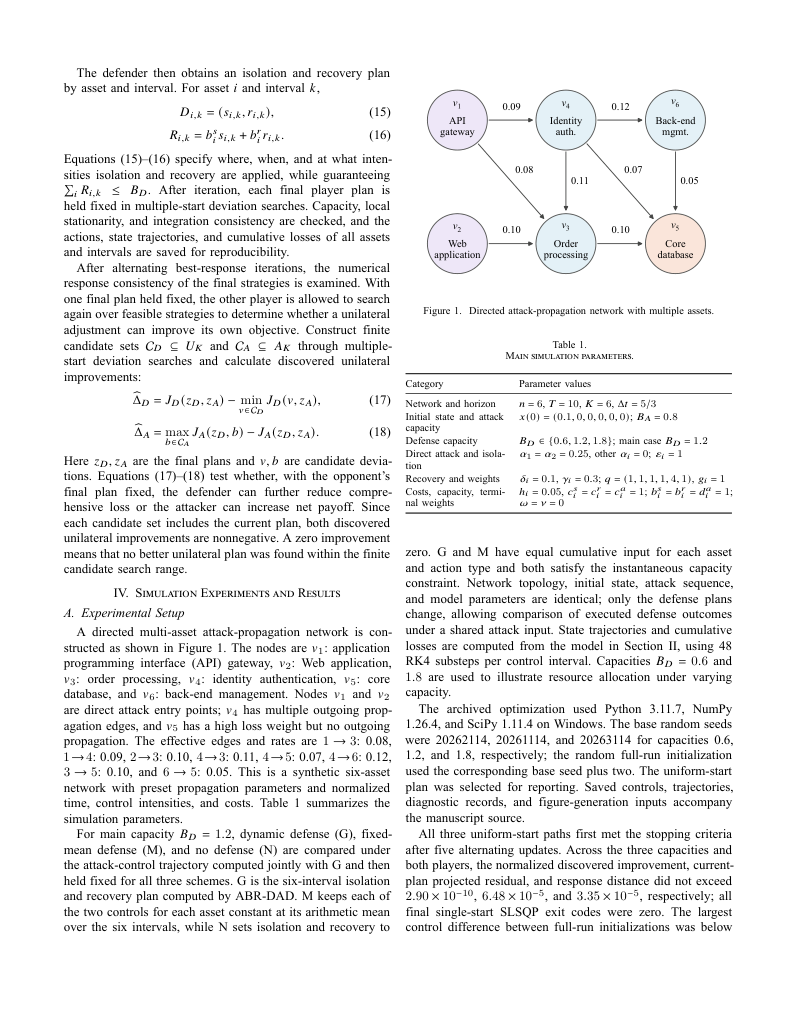 The defender then obtains an isolation and recovery plan
by asset and interval. For asset i and interval k,
D_{i,k} = (s_{i,k}, r_{i,k}), (15)
R_{i,k} = b_i^s s_{i,k} + b_i^r r_{i,k}. (16)
Equations (15)–(16) specify where, when, and at what inten-
sities isolation and recovery are applied, while guaranteeing
∑_i R_{i,k} ≤ B_D. After iteration, each final player plan is
held fixed in multiple-start deviation searches. Capacity, local
stationarity, and integration consistency are checked, and the
actions, state trajectories, and cumulative losses of all assets
and intervals are saved for reproducibility.
After alternating best-response iterations, the numerical
response consistency of the final strategies is examined. With
one final plan held fixed, the other player is allowed to search
again over feasible strategies to determine whether a unilateral
adjustment can improve its own objective. Construct finite
candidate sets C_D ⊆ U_K and C_A ⊆ A_K through multiple-
start deviation searches and calculate discovered unilateral
improvements:
Δ̂_D = J_D(z_D, z_A) − min_{v∈C_D} J_D(v, z_A), (17)
Δ̂_A = max_{b∈C_A} J_A(z_D, b) − J_A(z_D, z_A). (18)
Here z_D, z_A are the final plans and v, b are candidate devia-
tions. Equations (17)–(18) test whether, with the opponent's
final plan fixed, the defender can further reduce compre-
hensive loss or the attacker can increase net payoff. Since
each candidate set includes the current plan, both discovered
unilateral improvements are nonnegative. A zero improvement
means that no better unilateral plan was found within the finite
candidate search range.
IV. Simulation Experiments and Results
A. Experimental Setup
A directed multi-asset attack-propagation network is con-
structed as shown in Figure 1. The nodes are v_1: application
programming interface (API) gateway, v_2: Web application,
v_3: order processing, v_4: identity authentication, v_5: core
database, and v_6: back-end management. Nodes v_1 and v_2
are direct attack entry points; v_4 has multiple outgoing prop-
agation edges, and v_5 has a high loss weight but no outgoing
propagation. The effective edges and rates are 1 → 3: 0.08,
1→4: 0.09, 2→3: 0.10, 4→3: 0.11, 4→5: 0.07, 4→6: 0.12,
3 → 5: 0.10, and 6 → 5: 0.05. This is a synthetic six-asset
network with preset propagation parameters and normalized
time, control intensities, and costs. Table 1 summarizes the
simulation parameters.
For main capacity B_D = 1.2, dynamic defense (G), fixed-
mean defense (M), and no defense (N) are compared under
the attack-control trajectory computed jointly with G and then
held fixed for all three schemes. G is the six-interval isolation
and recovery plan computed by ABR-DAD. M keeps each of
the two controls for each asset constant at its arithmetic mean
over the six intervals, while N sets isolation and recovery to
v_1
API
gateway
0.09
v_4
Identity
auth.
0.12
v_6
Back-end
mgmt.
0.08
0.11
0.07
0.05
v_2
Web
application
0.10
v_3
Order
processing
0.10
v_5
Core
database
Figure 1. Directed attack-propagation network with multiple assets.
Table 1.
Main simulation parameters.
Category Parameter values
Network and horizon n = 6, T = 10, K = 6, Δt = 5/3
Initial state and attack x(0) = (0.1, 0, 0, 0, 0, 0); B_A = 0.8
capacity
Defense capacity B_D ∈ {0.6, 1.2, 1.8}; main case B_D = 1.2
Direct attack and isola- α_1 = α_2 = 0.25, other α_i = 0; ε_i = 1
tion
Recovery and weights δ_i = 0.1, γ_i = 0.3; q = (1, 1, 1, 1, 4, 1), g_i = 1
Costs, capacity, termi- h_i = 0.05, c_i^s = c_i^r = c_i^a = 1; b_i^s = b_i^r = d_i^a = 1;
nal weights ω = ν = 0
zero. G and M have equal cumulative input for each asset
and action type and both satisfy the instantaneous capacity
constraint. Network topology, initial state, attack sequence,
and model parameters are identical; only the defense plans
change, allowing comparison of executed defense outcomes
under a shared attack input. State trajectories and cumulative
losses are computed from the model in Section II, using 48
RK4 substeps per control interval. Capacities B_D = 0.6 and
1.8 are used to illustrate resource allocation under varying
capacity.
The archived optimization used Python 3.11.7, NumPy
1.26.4, and SciPy 1.11.4 on Windows. The base random seeds
were 20262114, 20261114, and 20263114 for capacities 0.6,
1.2, and 1.8, respectively; the random full-run initialization
used the corresponding base seed plus two. The uniform-start
plan was selected for reporting. Saved controls, trajectories,
diagnostic records, and figure-generation inputs accompany
the manuscript source.
All three uniform-start paths first met the stopping criteria
after five alternating updates. Across the three capacities and
both players, the normalized discovered improvement, current-
plan projected residual, and response distance did not exceed
2.90 × 10^{−10}, 6.48 × 10^{−5}, and 3.35 × 10^{−5}, respectively; all
final single-start SLSQP exit codes were zero. The largest
control difference between full-run initializations was below